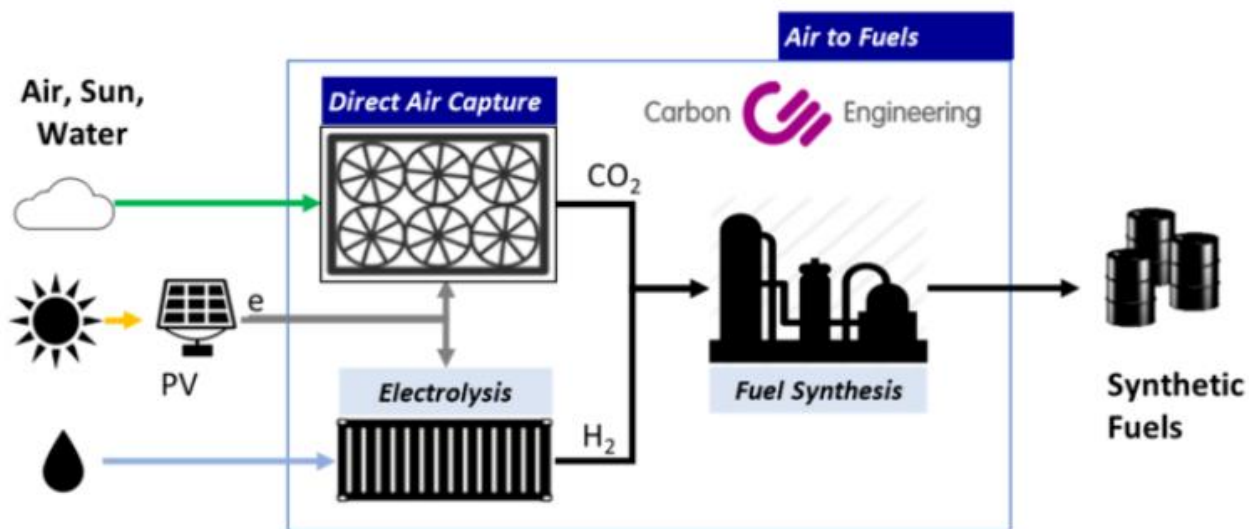 Air to Fuels
Air, Sun,
Water
Direct Air Capture
Carbon Engineering
CO₂
e
PV
Electrolysis
Fuel Synthesis
H₂
Synthetic
Fuels